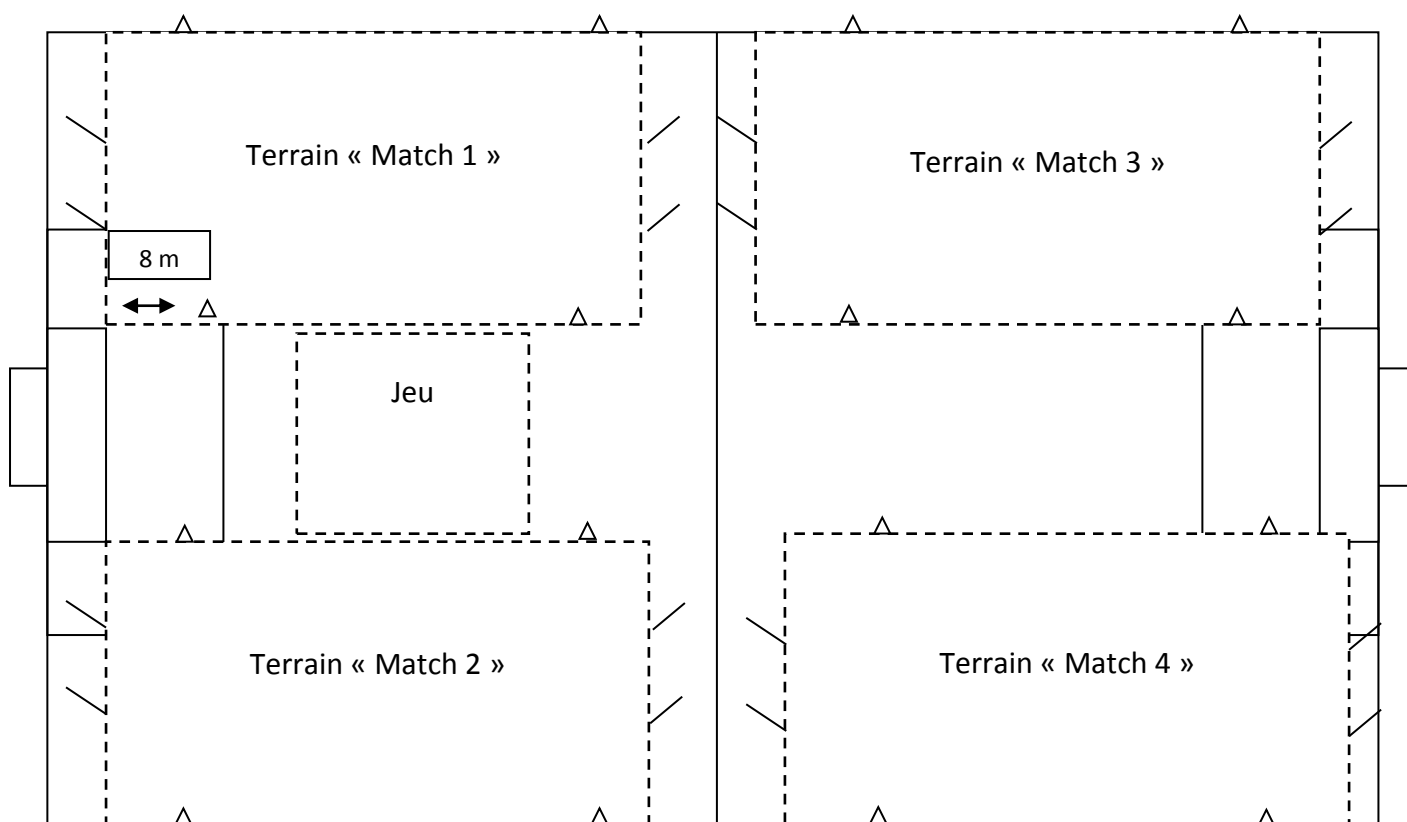 Terrain « Match 1 »
Terrain « Match 3 »
8 m
Jeu
Terrain « Match 2 »
Terrain « Match 4 »